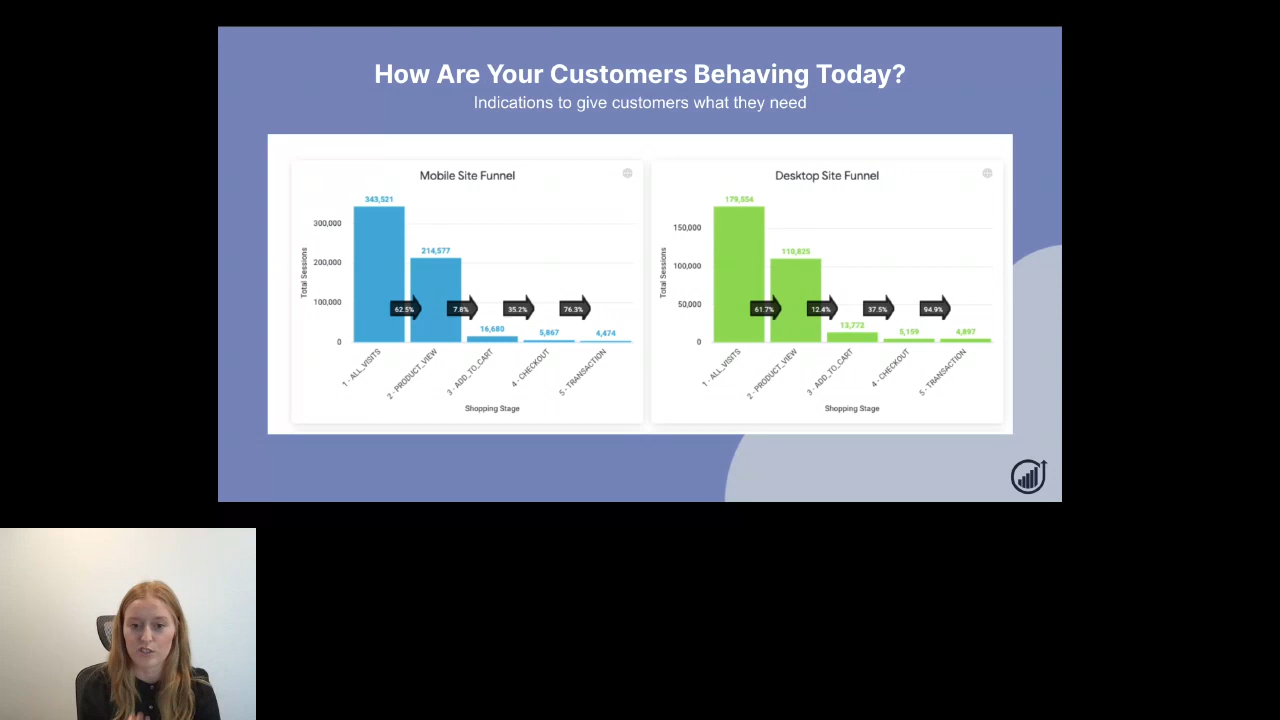 How Are Your Customers Behaving Today?
Indications to give customers what they need
Mobile Site Funnel
343,521
300,000
214,577
200,000
100,000
0
Total Sessions
62.5%
7.8%
35.2%
76.3%
16,680
5,867
4,474
1 - ALL_VISITS
2 - PRODUCT_VIEW
3 - ADD_TO_CART
4 - CHECKOUT
5 - TRANSACTION
Shopping Stage
Desktop Site Funnel
179,554
150,000
110,825
100,000
50,000
0
Total Sessions
61.7%
12.4%
37.5%
94.9%
13,772
5,159
4,897
1 - ALL_VISITS
2 - PRODUCT_VIEW
3 - ADD_TO_CART
4 - CHECKOUT
5 - TRANSACTION
Shopping Stage